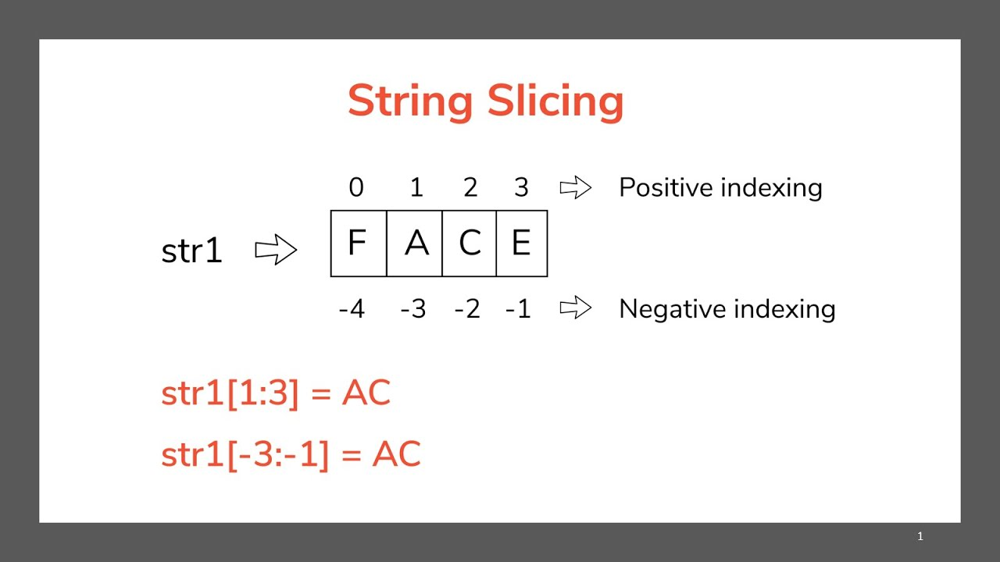 String Slicing
0 1 2 3 Positive indexing
str1 F A C E
-4 -3 -2 -1 Negative indexing
str1[1:3] = AC
str1[-3:-1] = AC
1